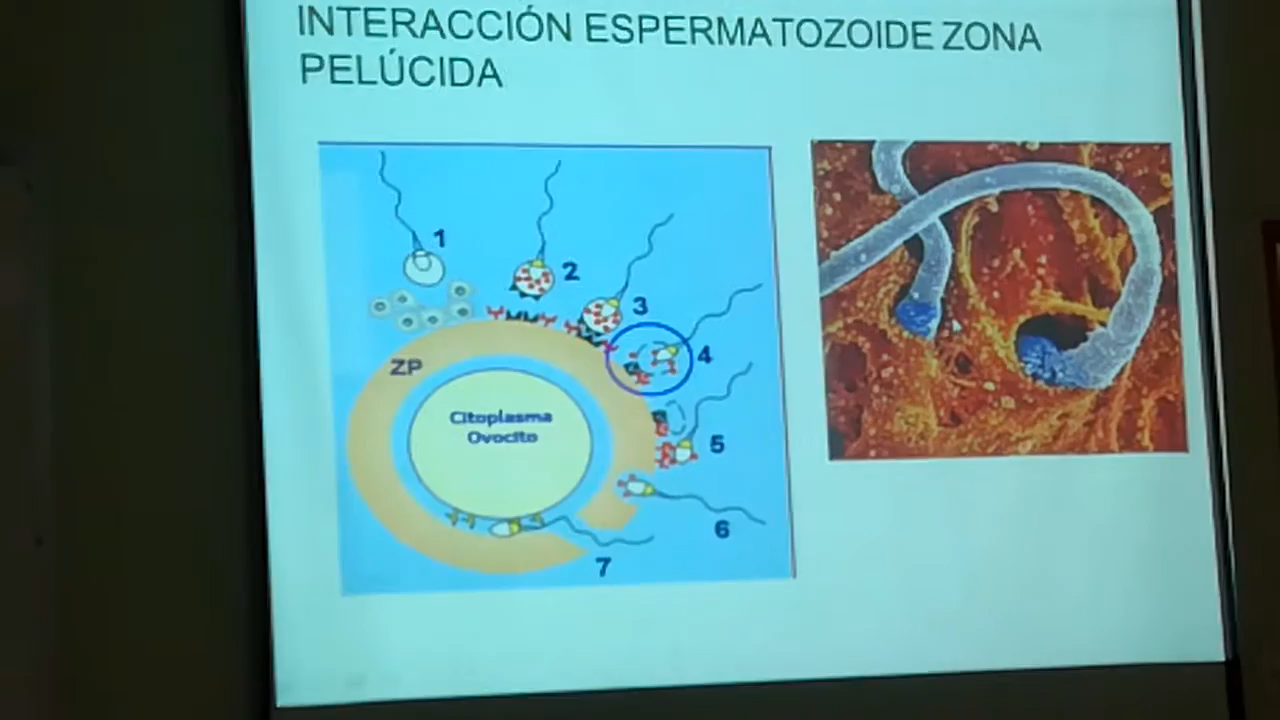 INTERACCIÓN ESPERMATOZOIDE ZONA
PELÚCIDA
1
2
3
4
ZP
Citoplasma
Ovocito
5
6
7